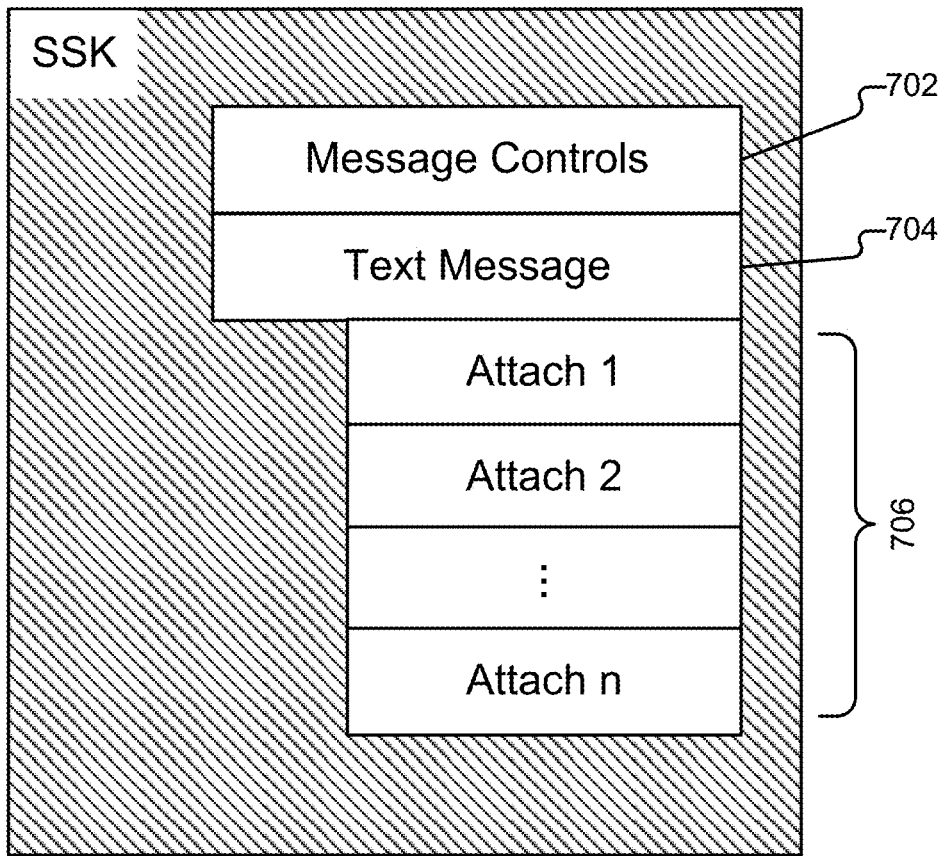 SSK
702
Message Controls
704
Text Message
Attach 1
Attach 2
⋮
Attach n
706